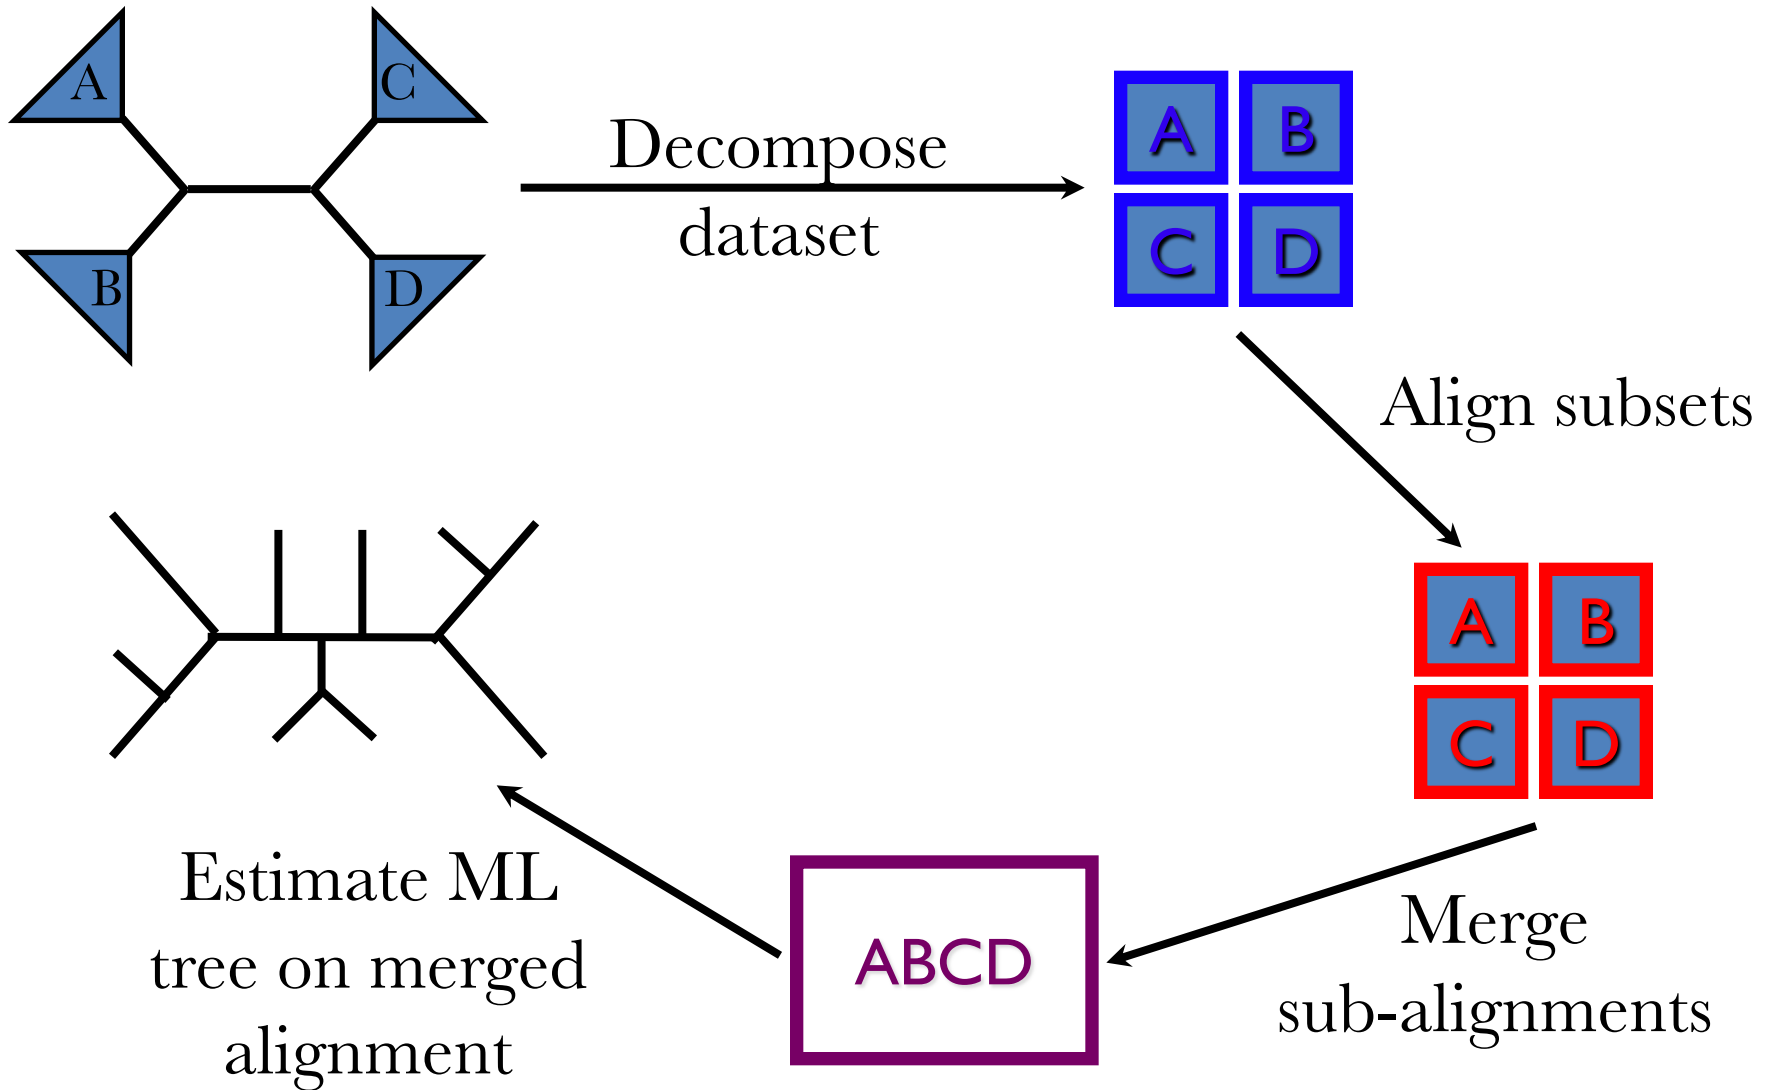 A
C
B
D
Decompose
dataset
A B
C D
Align subsets
A B
C D
Merge
sub-alignments
ABCD
Estimate ML
tree on merged
alignment